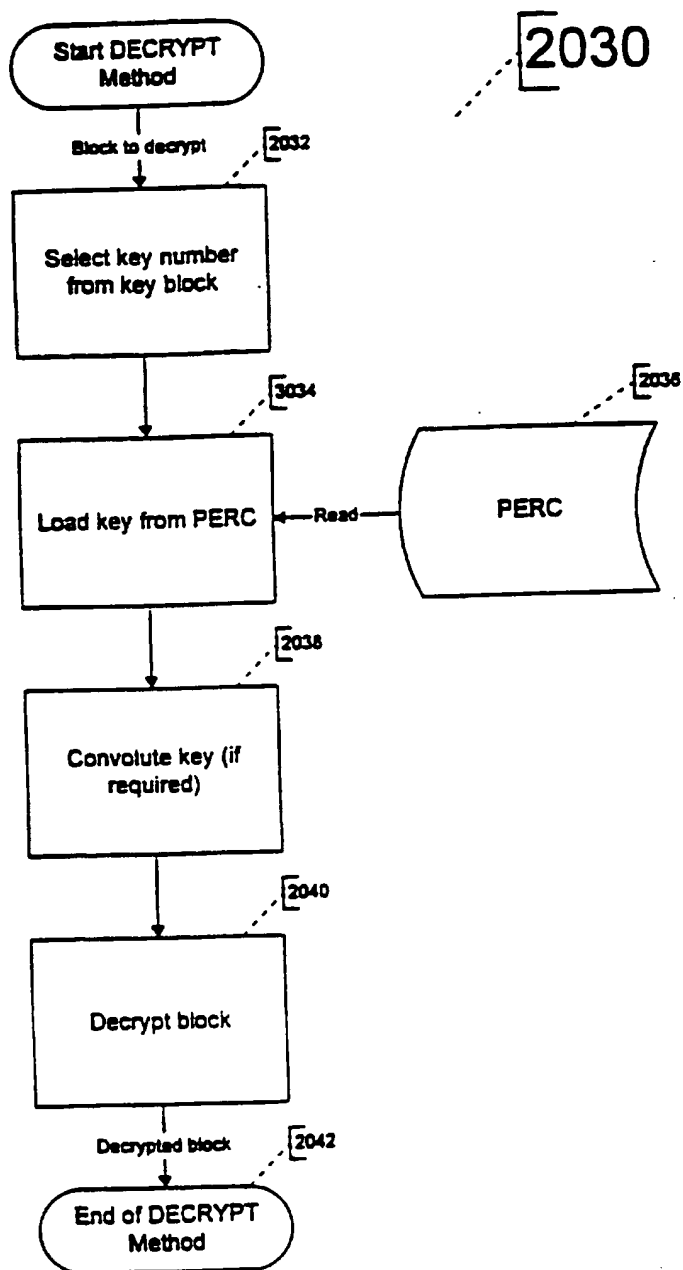 Start DECRYPT
Method
2030
Block to decrypt
2032
Select key number
from key block
3034
2036
Load key from PERC
Read
PERC
2038
Convolute key (if
required)
2040
Decrypt block
Decrypted block
2042
End of DECRYPT
Method